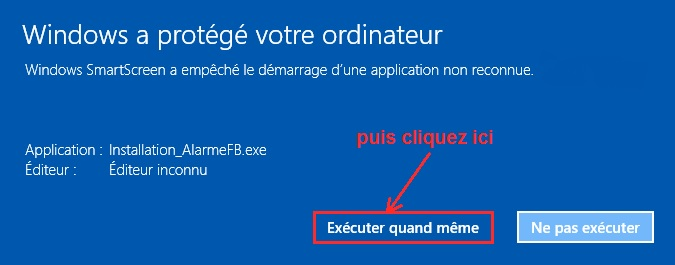 Windows a protégé votre ordinateur
Windows SmartScreen a empêché le démarrage d'une application non reconnue.
puis cliquez ici
Application : Installation_AlarmeFB.exe
Éditeur : Éditeur inconnu
Exécuter quand même
Ne pas exécuter